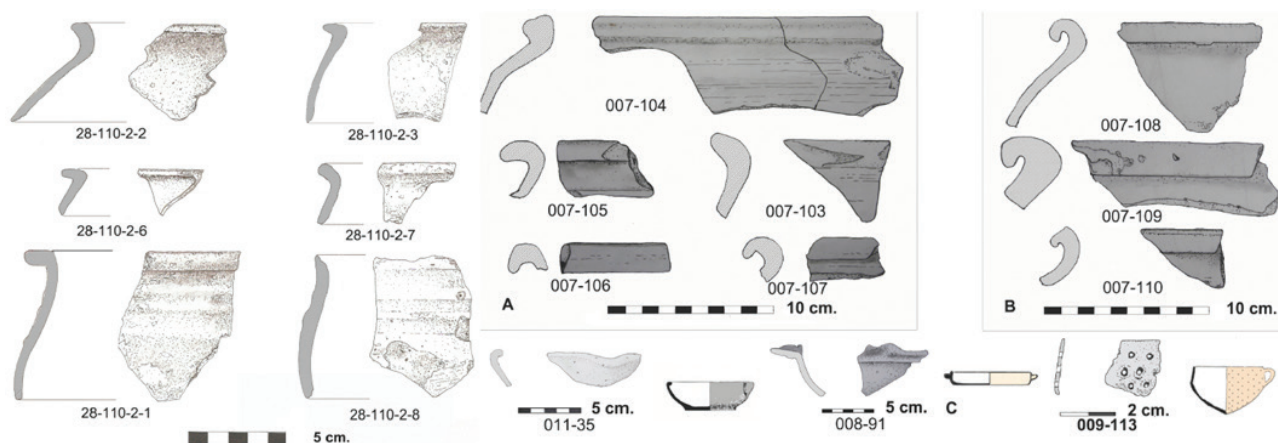 28-110-2-2
28-110-2-3
28-110-2-6
28-110-2-7
28-110-2-1
28-110-2-8
5 cm.
007-104
007-105
007-103
007-106
007-107
A
10 cm.
007-108
007-109
007-110
B
10 cm.
5 cm.
011-35
5 cm.
008-91
C
2 cm.
009-113